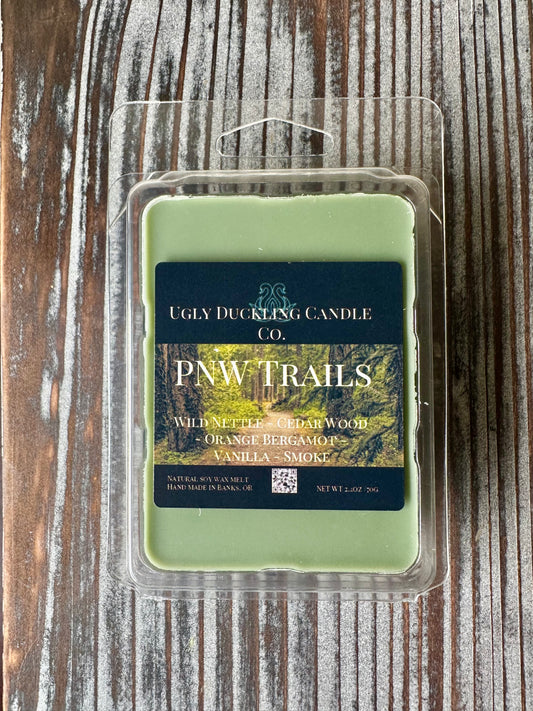 Ugly Duckling Candle
Co.
PNW Trails
Wild Nettle ~ Cedar Wood
~ Orange Bergamot ~
Vanilla ~ Smoke
Natural soy wax melt
Hand made in Banks, OR
NET WT 2.4OZ /70G